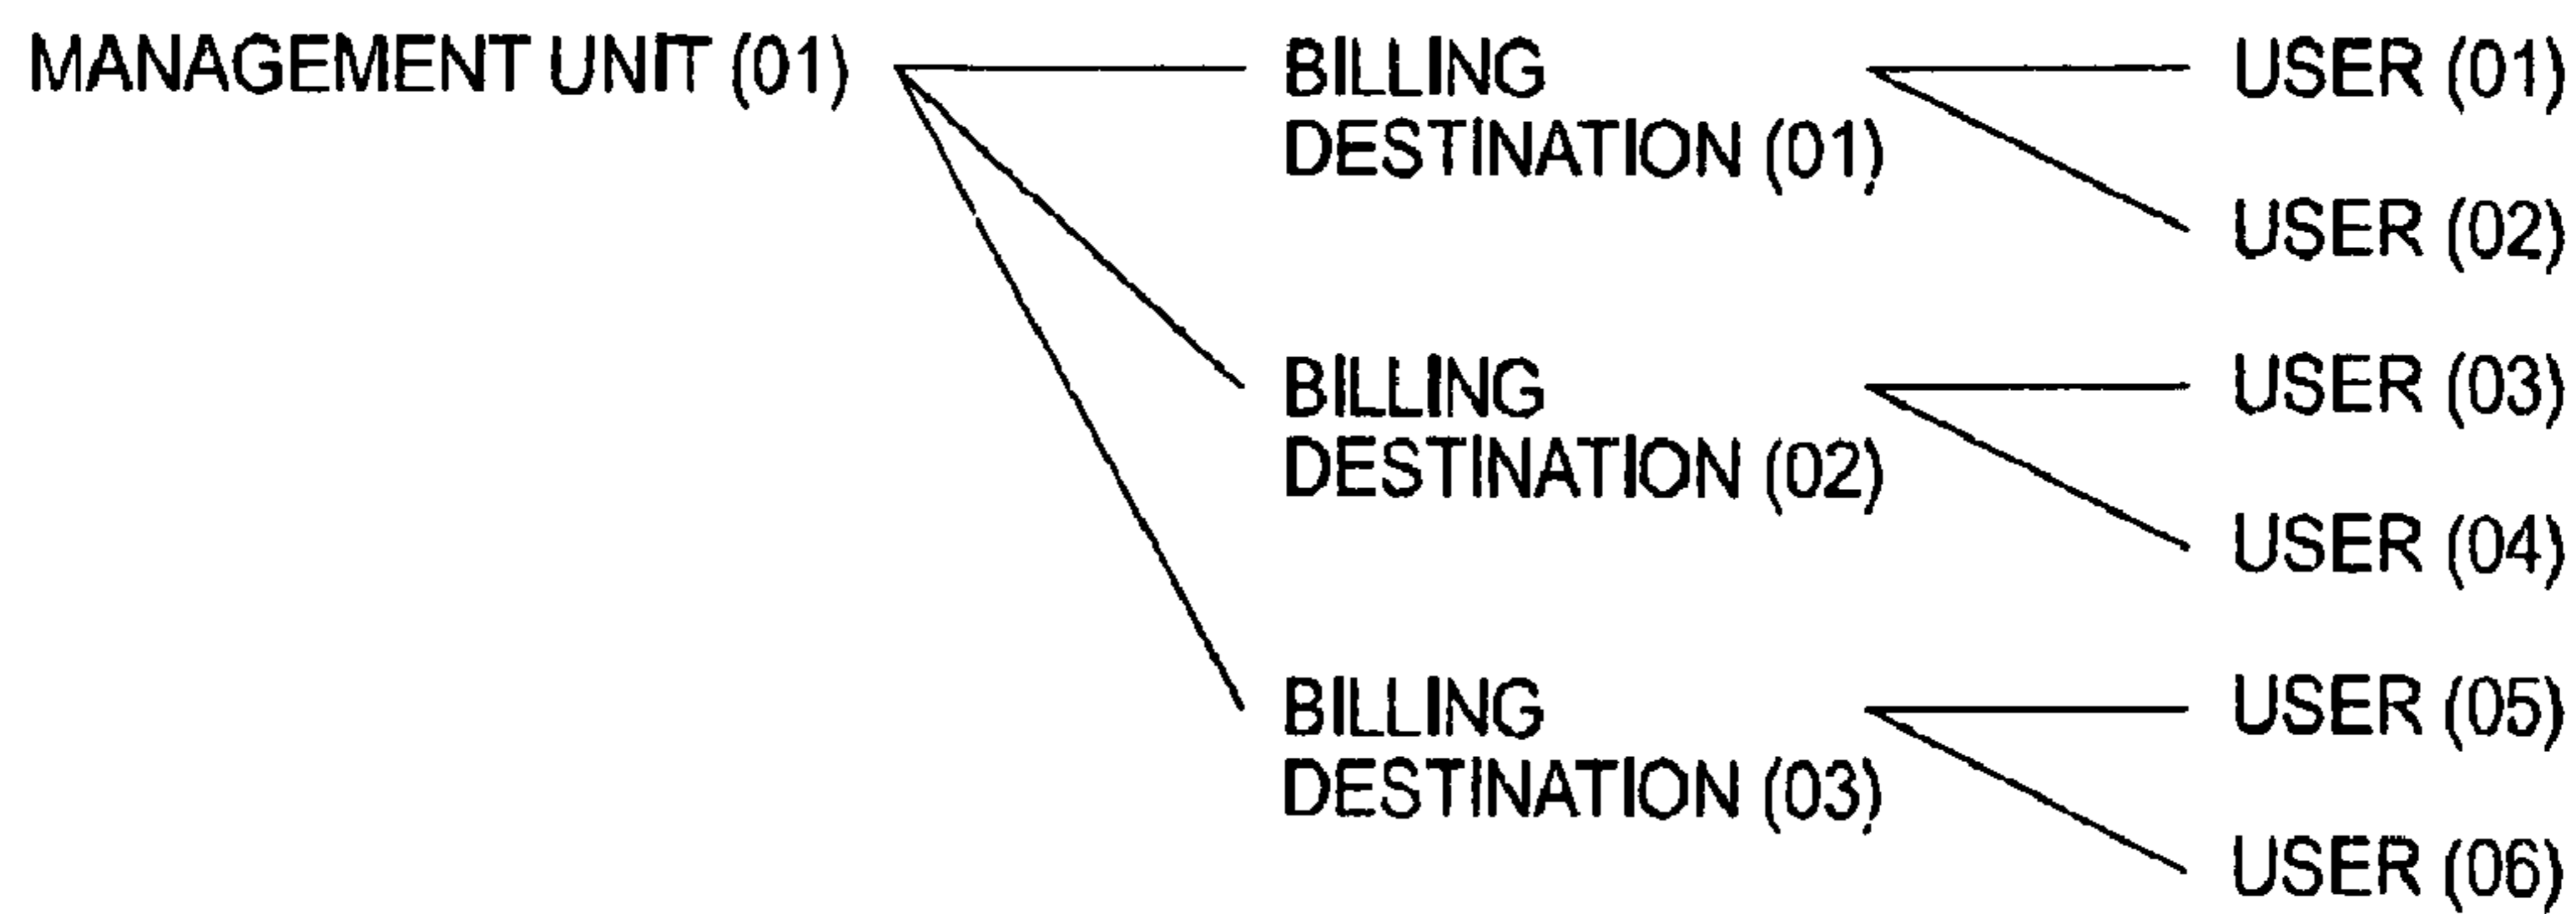 MANAGEMENT UNIT (01)
BILLING
DESTINATION (01)
USER (01)
USER (02)
BILLING
DESTINATION (02)
USER (03)
USER (04)
BILLING
DESTINATION (03)
USER (05)
USER (06)